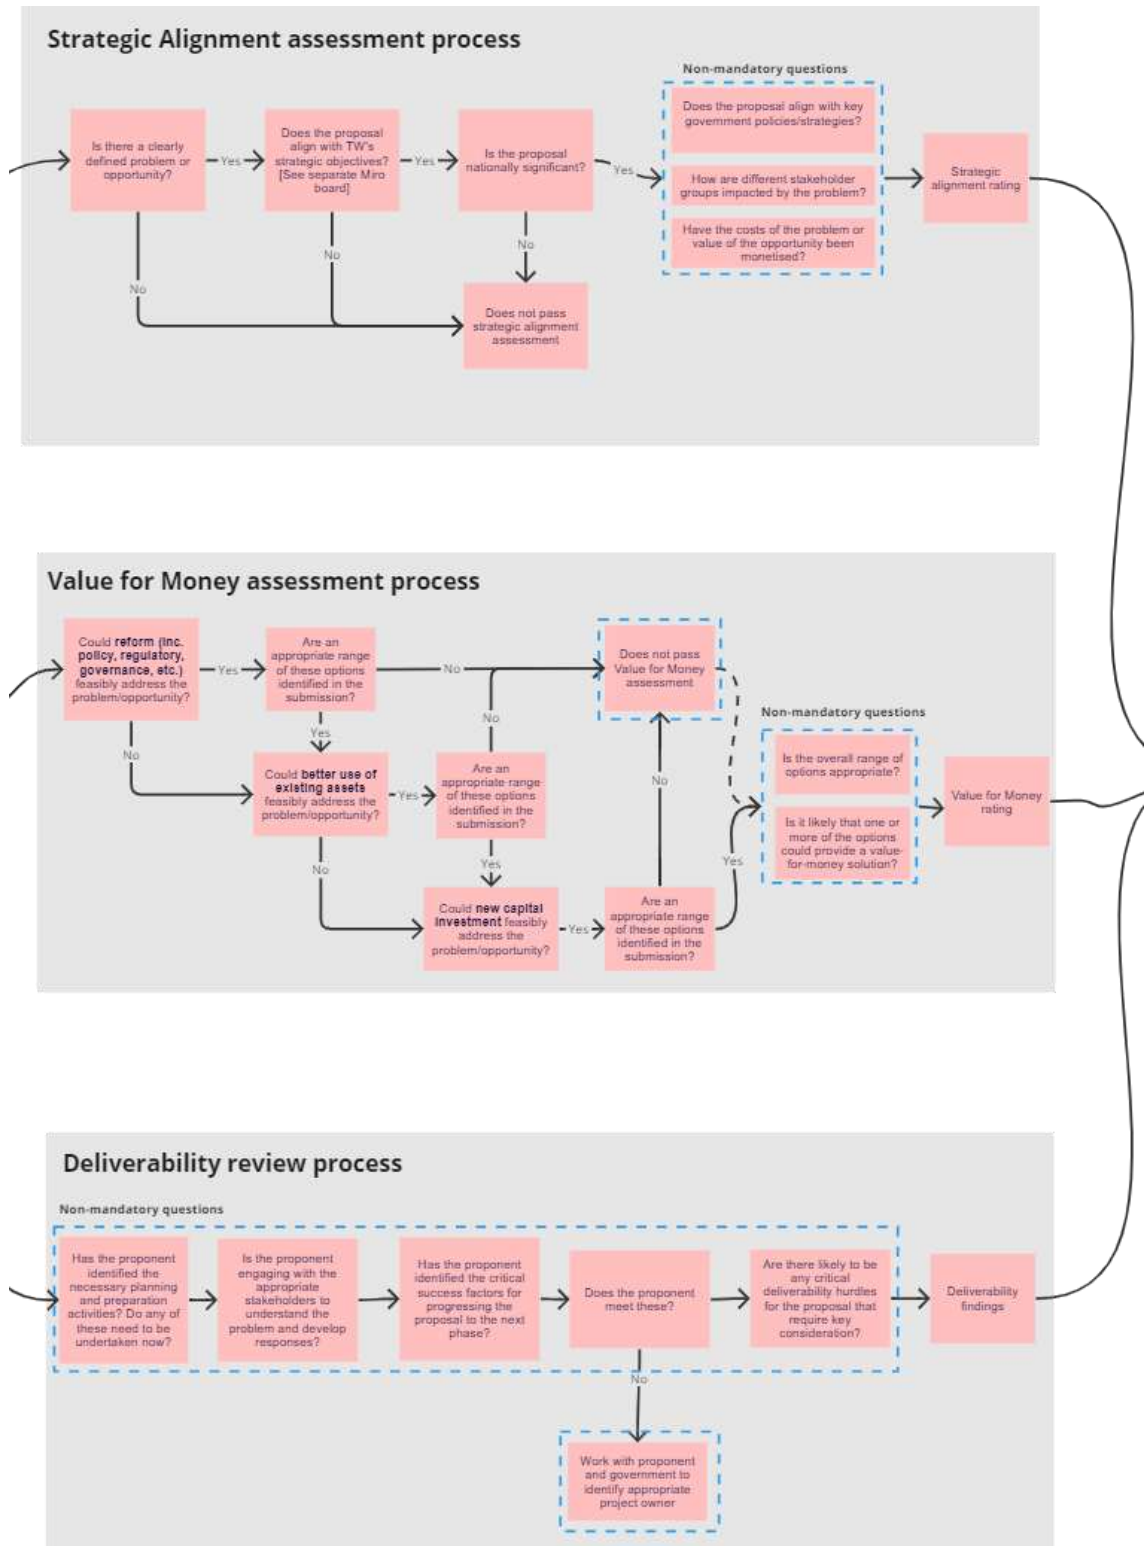 Strategic Alignment assessment process
Non-mandatory questions
Is there a clearly
defined problem or
opportunity?
Yes
No
Does the proposal
align with TW's
strategic objectives?
[See separate Miro
board]
Yes
No
Is the proposal
nationally significant?
Yes
No
Does not pass
strategic alignment
assessment
Does the proposal align with key
government policies/strategies?
How are different stakeholder
groups impacted by the problem?
Have the costs of the problem or
value of the opportunity been
monetised?
Strategic
alignment rating
Value for Money assessment process
Could reform (inc.
policy, regulatory,
governance, etc.)
feasibly address the
problem/opportunity?
Yes
No
Are an
appropriate range
of these options
identified in the
submission?
No
Yes
Could better use of
existing assets
feasibly address the
problem/opportunity?
Yes
No
Are an
appropriate range
of these options
identified in the
submission?
No
Yes
Could new capital
investment feasibly
address the
problem/opportunity?
Yes
Are an
appropriate range
of these options
identified in the
submission?
No
Yes
Does not pass
Value for Money
assessment
Non-mandatory questions
Is the overall range of
options appropriate?
Is it likely that one or
more of the options
could provide a value-
for-money solution?
Value for Money
rating
Deliverability review process
Non-mandatory questions
Has the proponent
identified the
necessary planning
and preparation
activities? Do any of
these need to be
undertaken now?
Is the proponent
engaging with the
appropriate
stakeholders to
understand the
problem and develop
responses?
Has the proponent
identified the critical
success factors for
progressing the
proposal to the next
phase?
Does the proponent
meet these?
No
Work with proponent
and government to
identify appropriate
project owner
Are there likely to be
any critical
deliverability hurdles
for the proposal that
require key
consideration?
Deliverability
findings